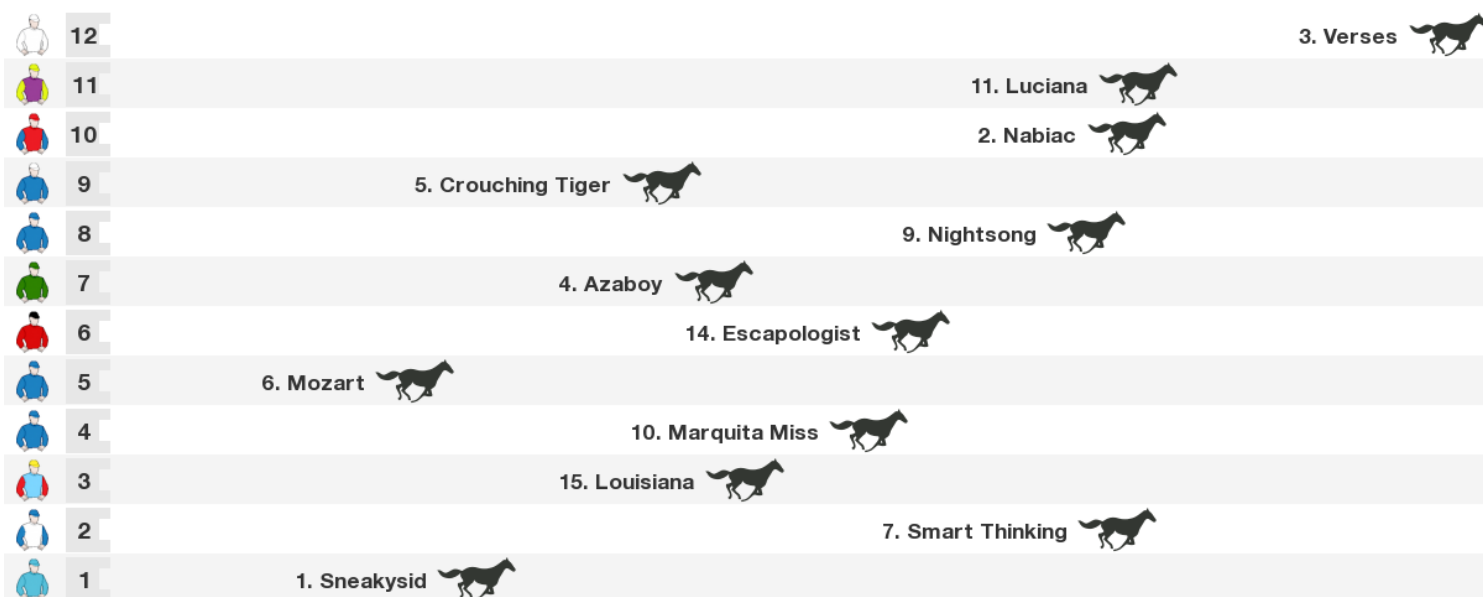 12 3. Verses
11 11. Luciana
10 2. Nabiac
9 5. Crouching Tiger
8 9. Nightsong
7 4. Azaboy
6 14. Escapologist
5 6. Mozart
4 10. Marquita Miss
3 15. Louisiana
2 7. Smart Thinking
1 1. Sneakysid